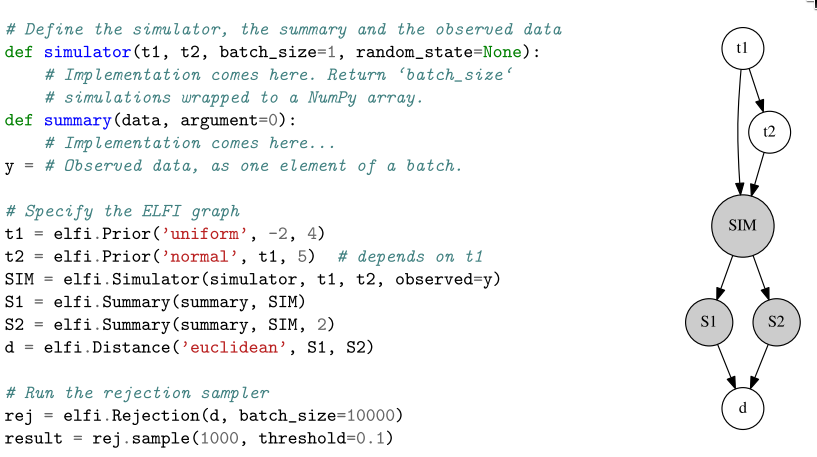 # Define the simulator, the summary and the observed data
def simulator(t1, t2, batch_size=1, random_state=None):
    # Implementation comes here. Return ‘batch_size‘
    # simulations wrapped to a NumPy array.
def summary(data, argument=0):
    # Implementation comes here...
y = # Observed data, as one element of a batch.

# Specify the ELFI graph
t1 = elfi.Prior(’uniform’, -2, 4)
t2 = elfi.Prior(’normal’, t1, 5)  # depends on t1
SIM = elfi.Simulator(simulator, t1, t2, observed=y)
S1 = elfi.Summary(summary, SIM)
S2 = elfi.Summary(summary, SIM, 2)
d = elfi.Distance(’euclidean’, S1, S2)

# Run the rejection sampler
rej = elfi.Rejection(d, batch_size=10000)
result = rej.sample(1000, threshold=0.1)
t1
t2
SIM
S1
S2
d